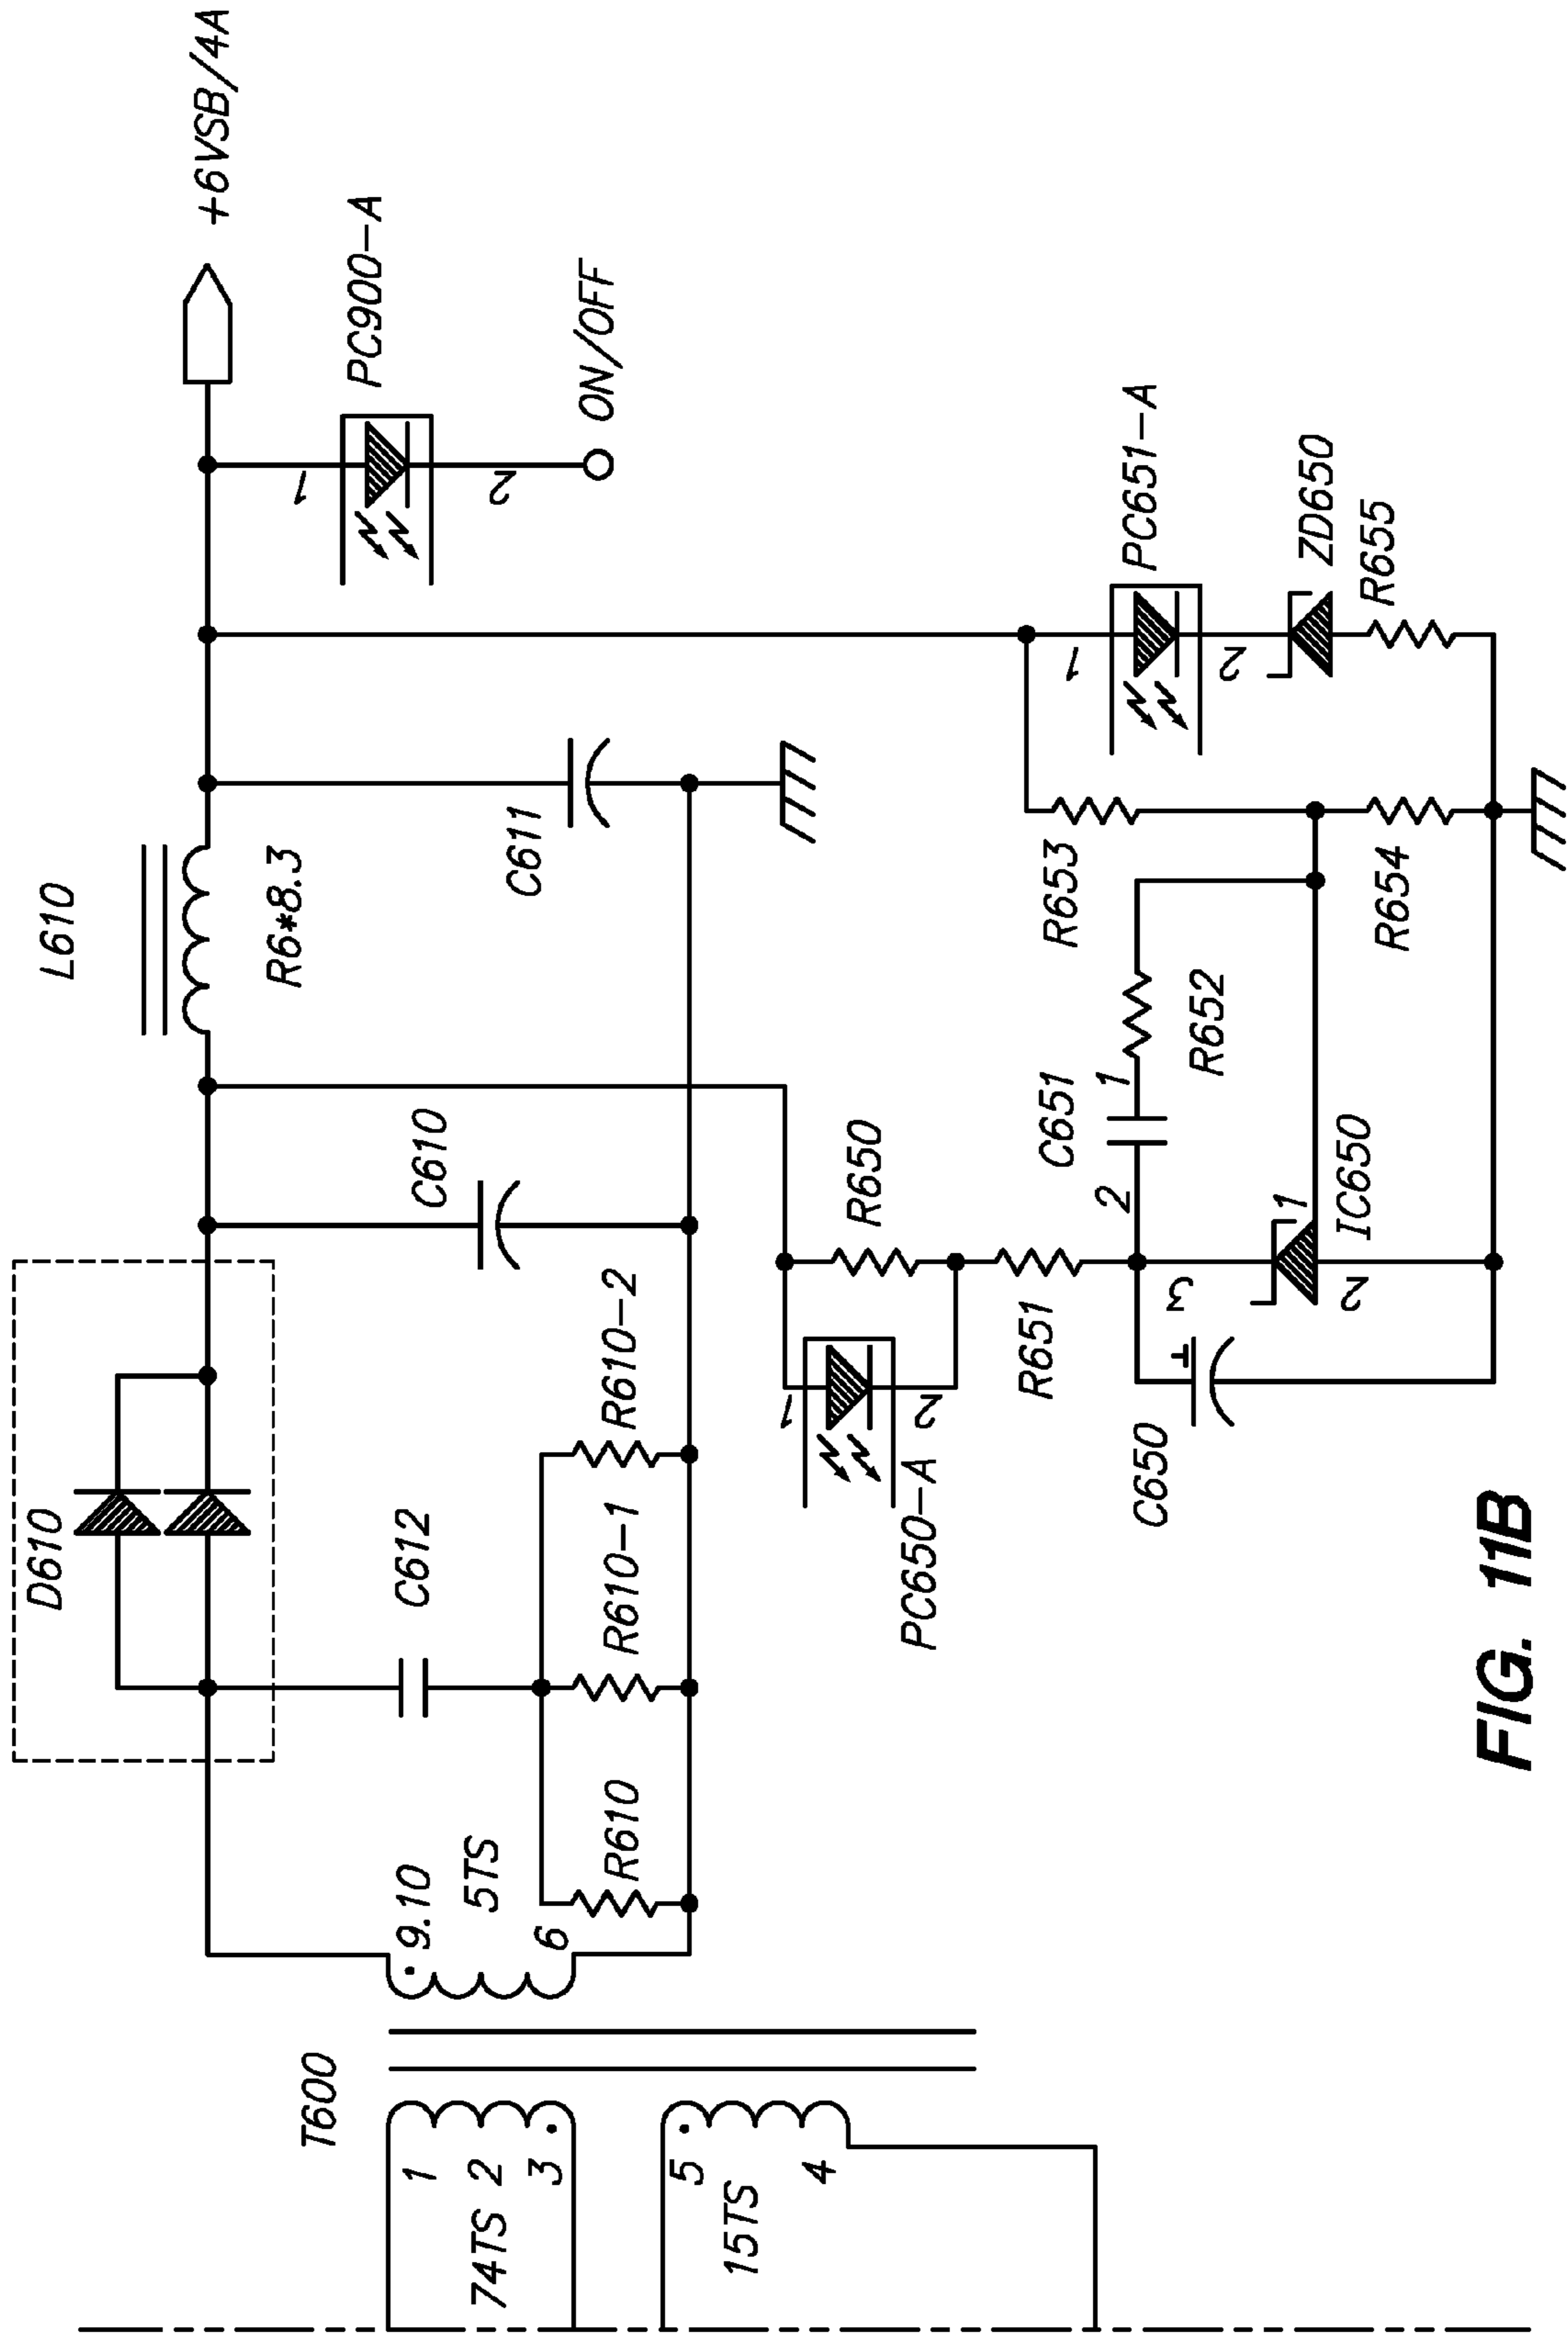 D610
L610
+6VSB/4A
R6*8.3
T600
9.10
5TS
6
C612
R610
R610-1
R610-2
C610
C611
1
PC900-A
2
ON/OFF
1
74TS 2
3
5
15TS
4
1
PC650-A
2
R650
R651
C650
3
2
C651
1
R652
R653
1
PC651-A
2
ZD650
R655
R654
1
IC650
2
FIG. 11B